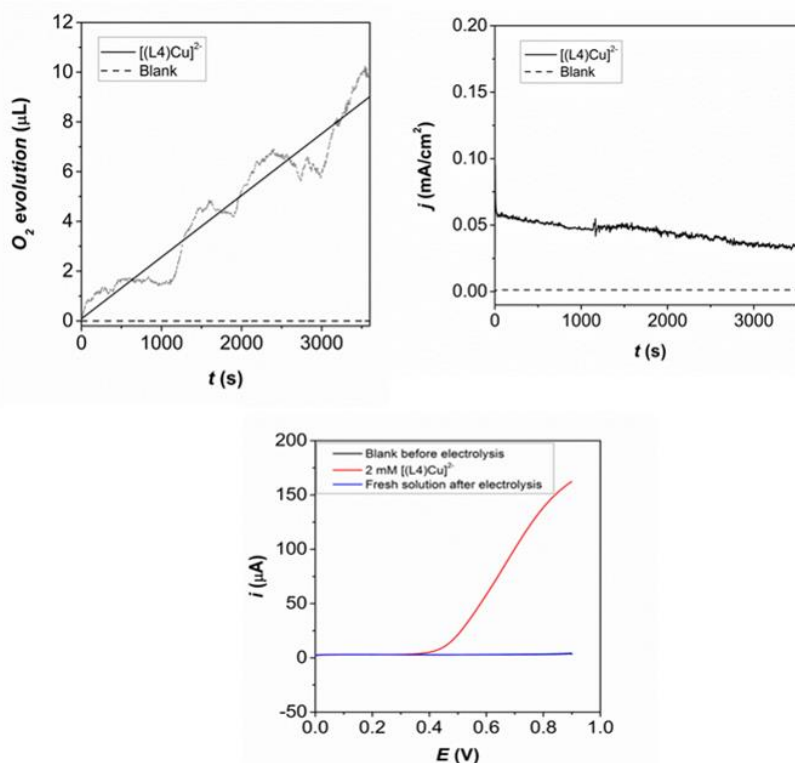 12
10
8
6
4
2
0
O₂ evolution (μL)
[(L4)Cu]²⁻
Blank
0 1000 2000 3000
t (s)
0.20
0.15
0.10
0.05
0.00
j (mA/cm²)
[(L4)Cu]²⁻
Blank
0 1000 2000 3000
t (s)
200
150
100
50
0
-50
i (μA)
Blank before electrolysis
2 mM [(L4)Cu]²⁻
Fresh solution after electrolysis
0.0 0.2 0.4 0.6 0.8 1.0
E (V)